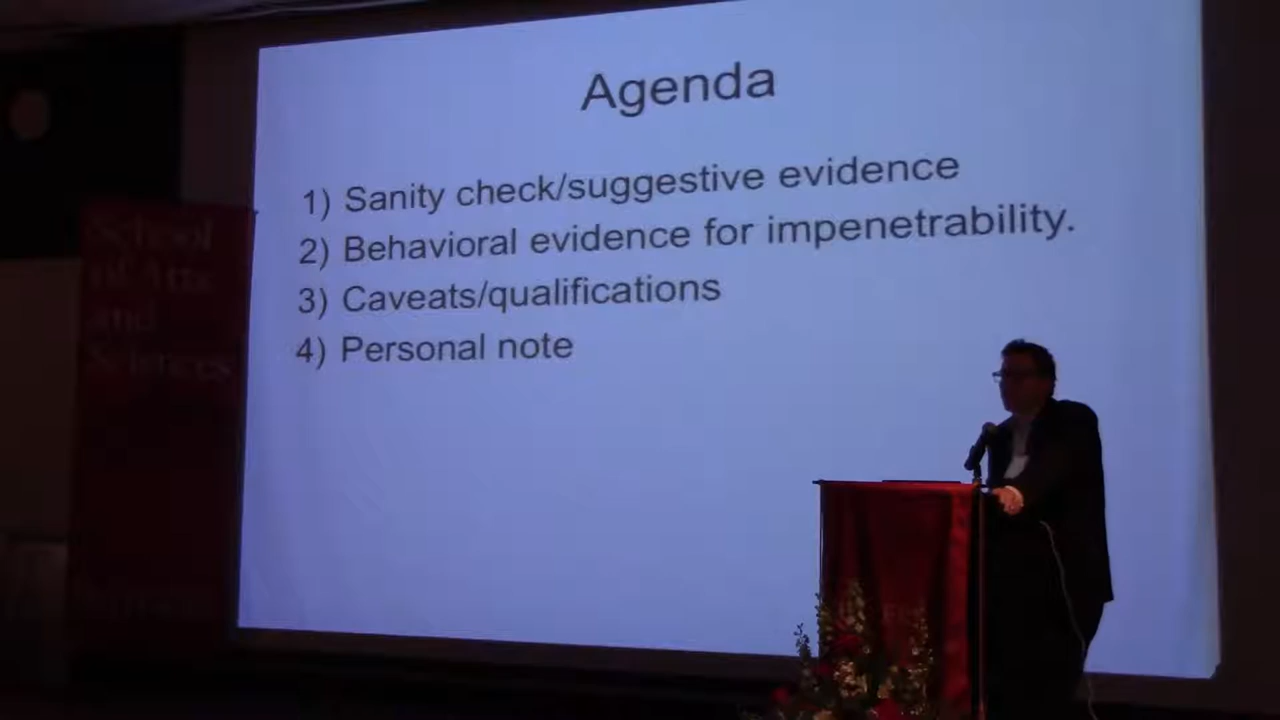 Agenda
1) Sanity check/suggestive evidence
2) Behavioral evidence for impenetrability.
3) Caveats/qualifications
4) Personal note
School
of Arts
and
Sciences